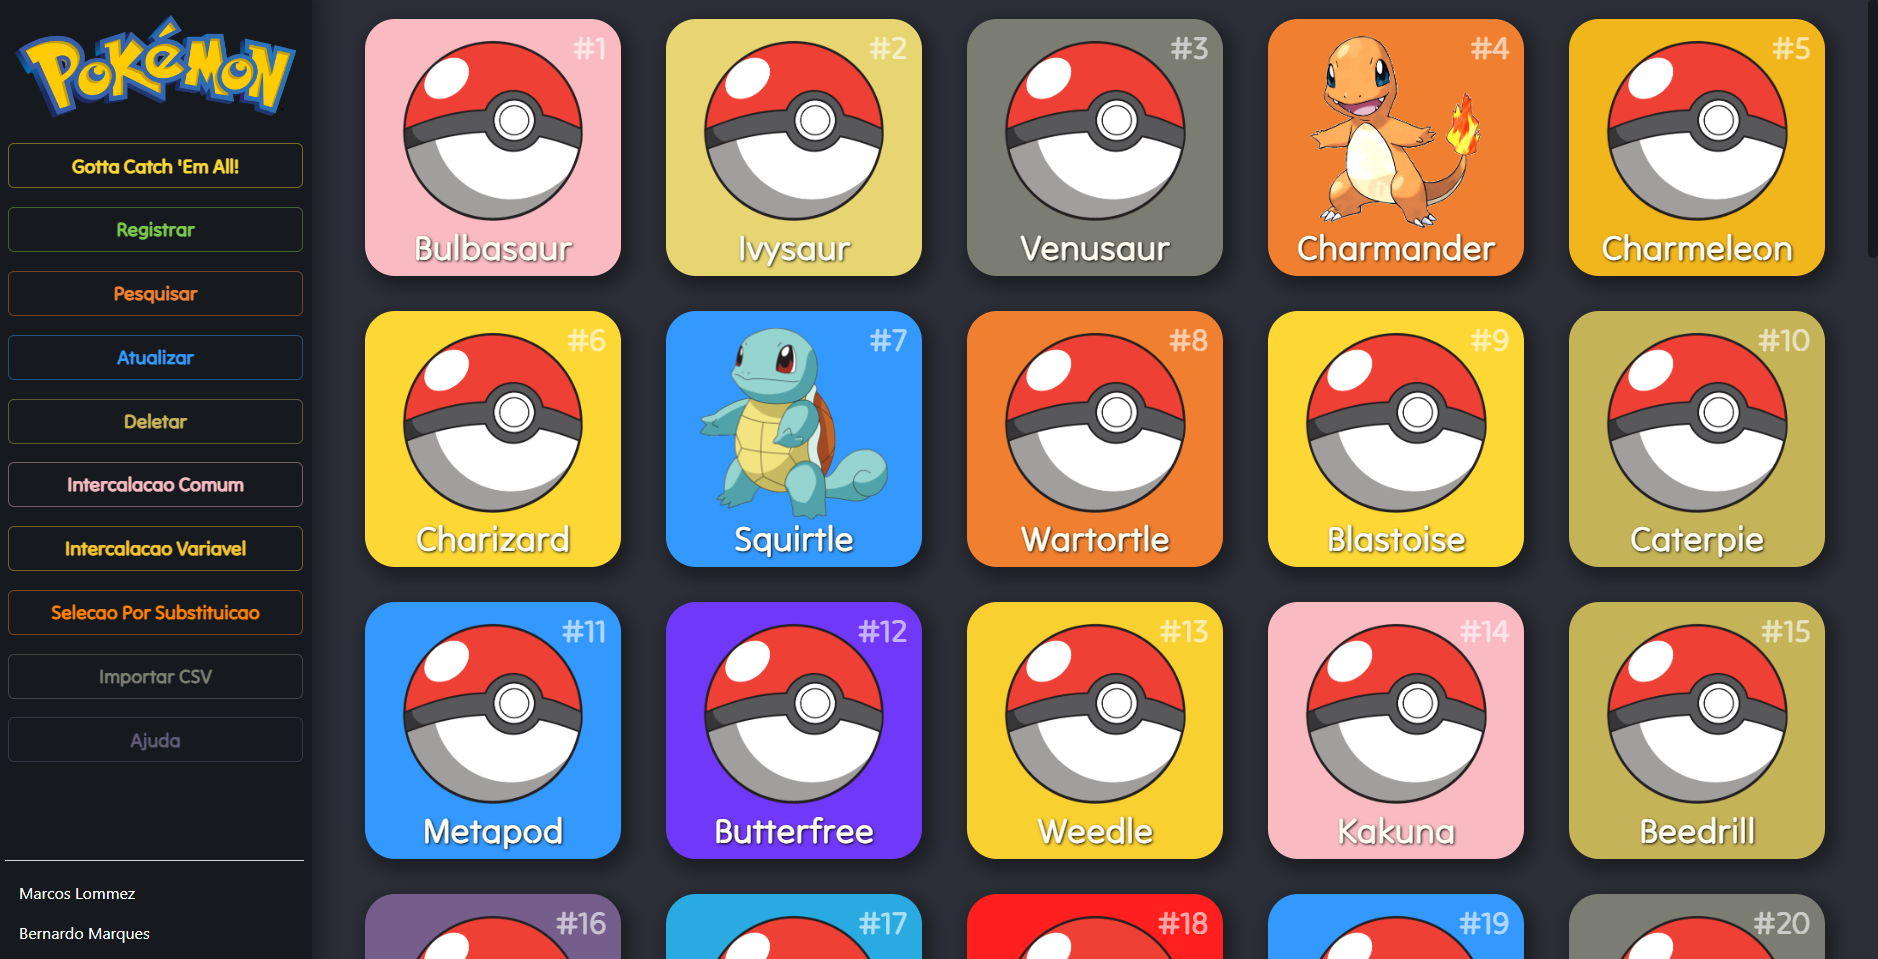 POKéMON
Gotta Catch 'Em All!
Registrar
Pesquisar
Atualizar
Deletar
Intercalacao Comum
Intercalacao Variavel
Selecao Por Substituicao
Importar CSV
Ajuda
Marcos Lommez
Bernardo Marques
#1
Bulbasaur
#2
Ivysaur
#3
Venusaur
#4
Charmander
#5
Charmeleon
#6
Charizard
#7
Squirtle
#8
Wartortle
#9
Blastoise
#10
Caterpie
#11
Metapod
#12
Butterfree
#13
Weedle
#14
Kakuna
#15
Beedrill
#16
#17
#18
#19
#20